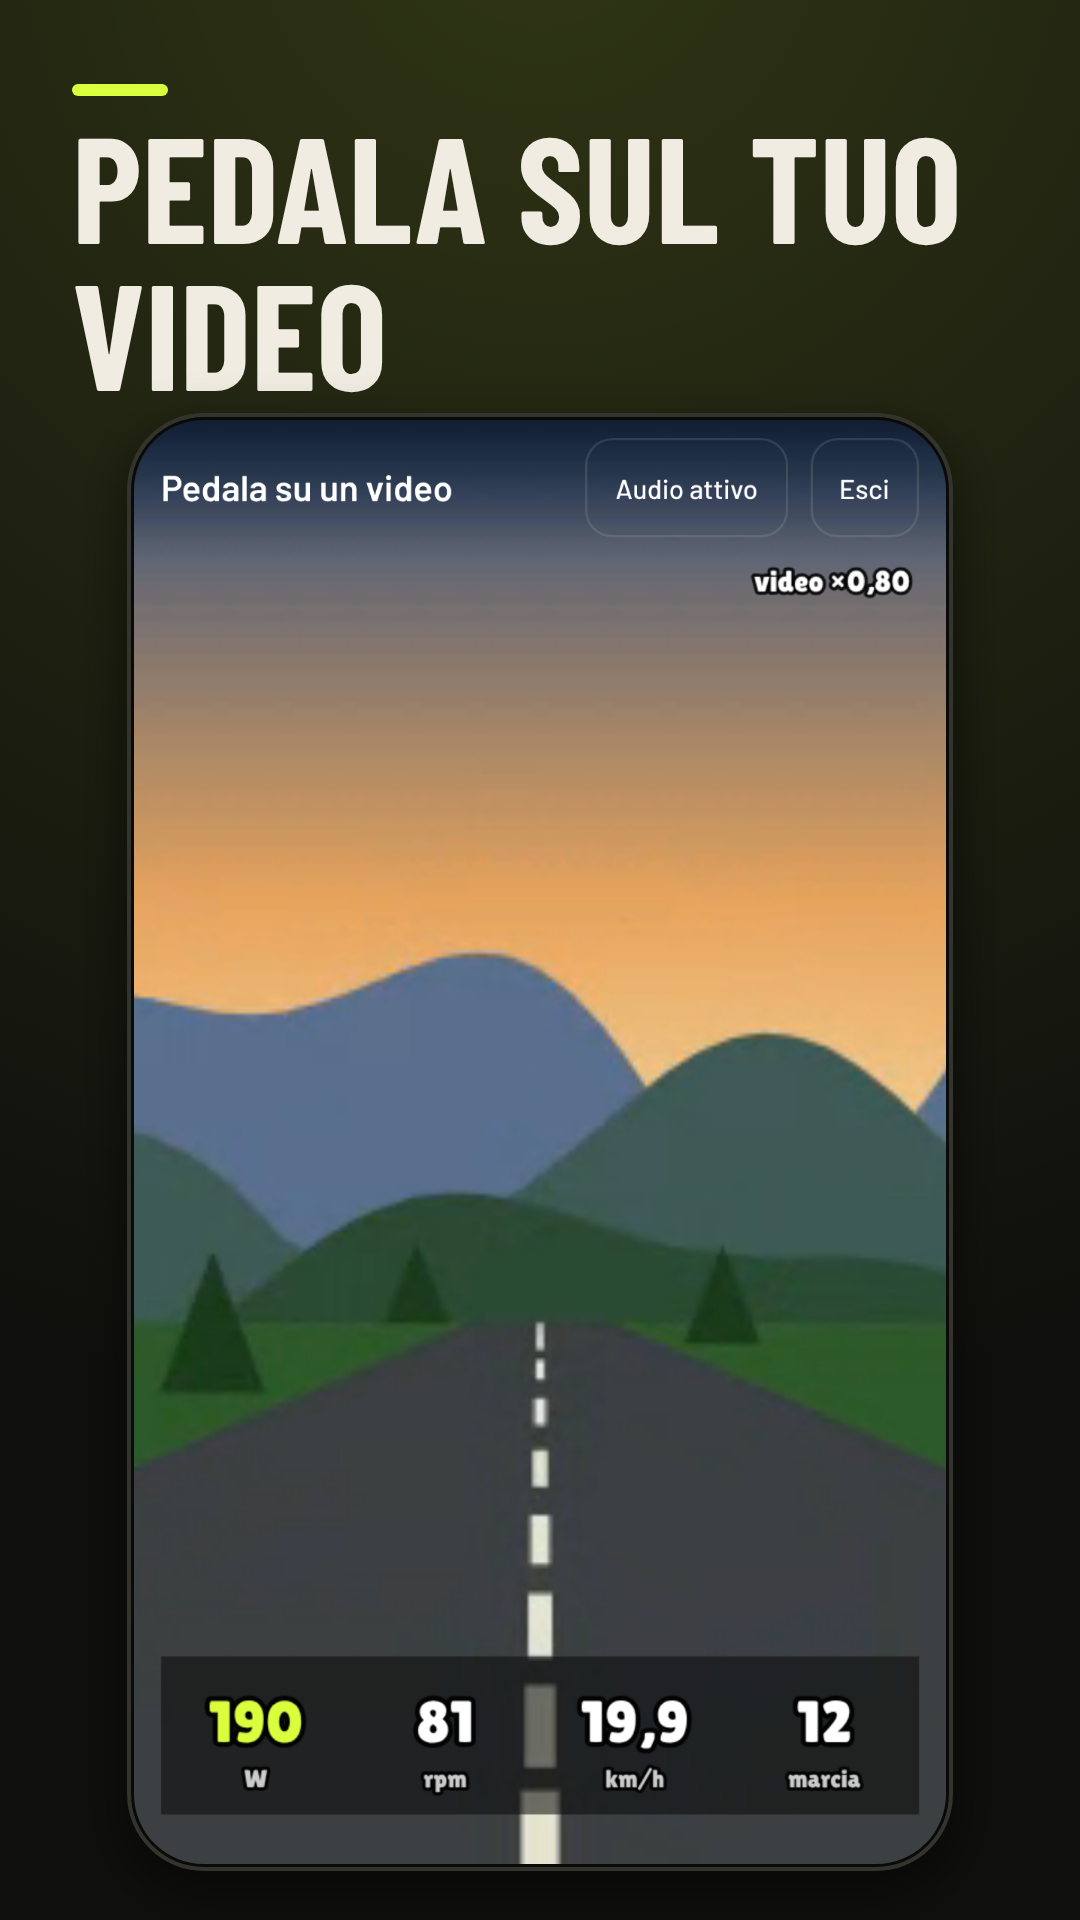 PEDALA SUL TUO
VIDEO
Pedala su un video
Audio attivo
Esci
video ×0,80
190
81
19,9
12
W
rpm
km/h
marcia